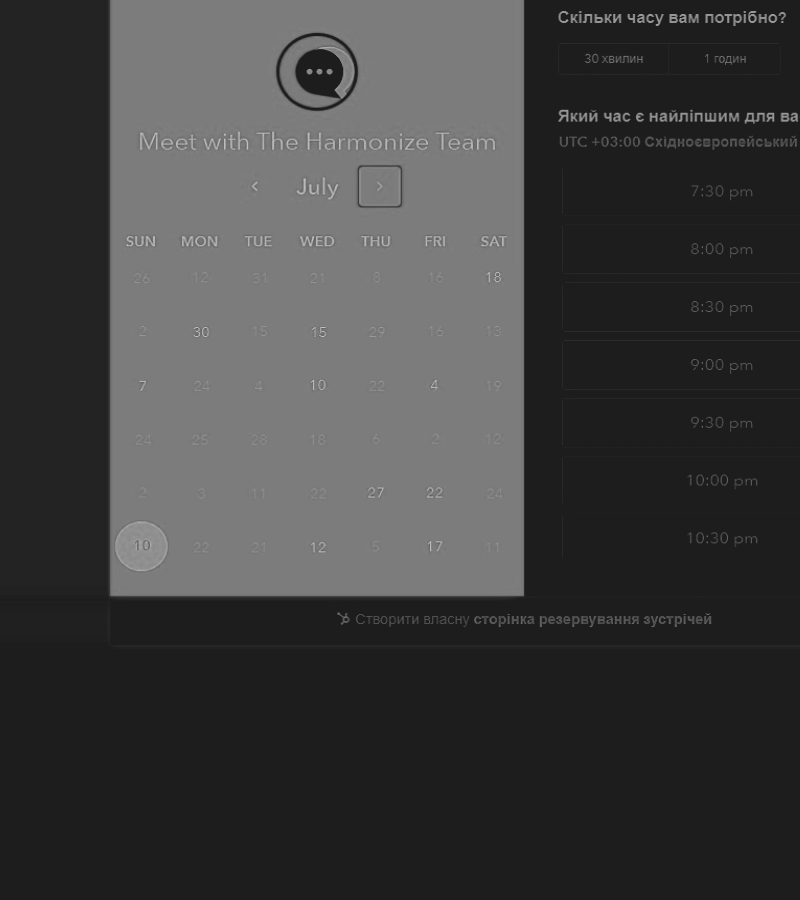 Meet with The Harmonize Team
July
SUN MON TUE WED THU FRI SAT
26 12 31 21 8 16 18
2 30 15 15 29 16 13
7 24 4 10 22 4 19
24 25 28 18 6 2 12
2 3 11 22 27 22 24
10 22 21 12 5 17 11
Скільки часу вам потрібно?
30 хвилин 1 годин
Який час є найліпшим для ва
UTC +03:00 Східноєвропейський
7:30 pm
8:00 pm
8:30 pm
9:00 pm
9:30 pm
10:00 pm
10:30 pm
Створити власну сторінка резервування зустрічей